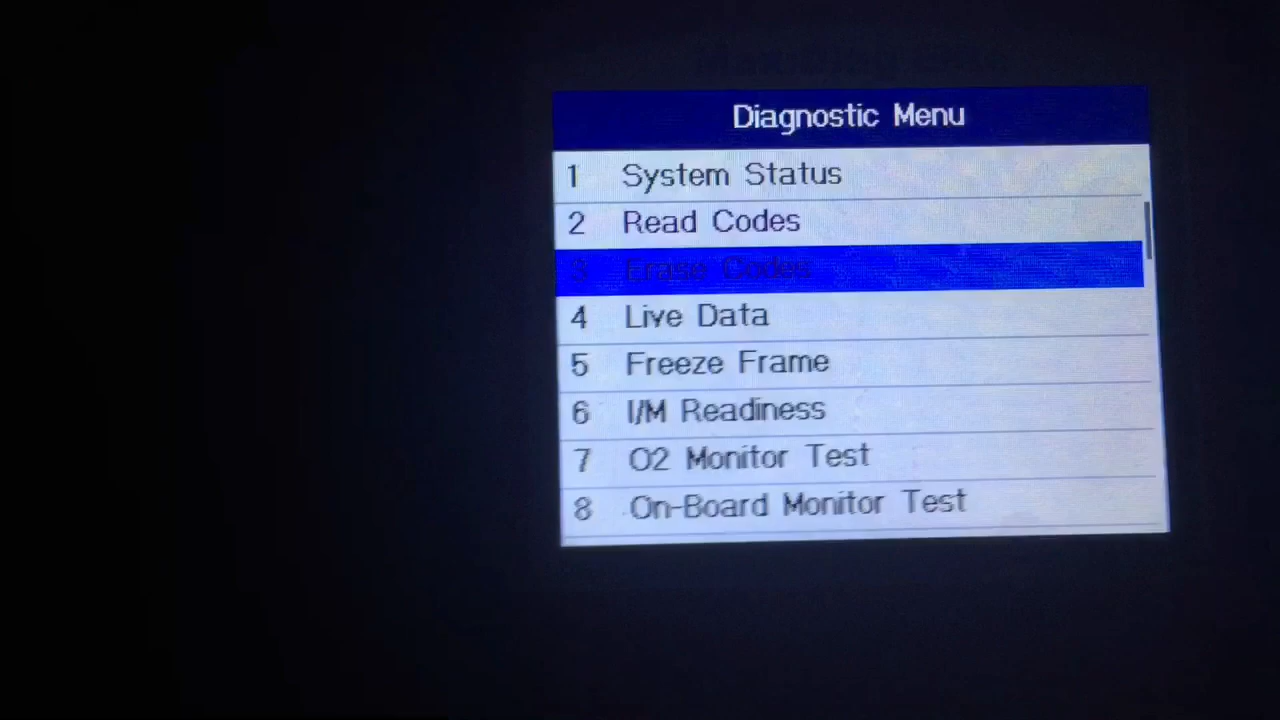 Diagnostic Menu
1 System Status
2 Read Codes
3 Erase Codes
4 Live Data
5 Freeze Frame
6 I/M Readiness
7 O2 Monitor Test
8 On-Board Monitor Test